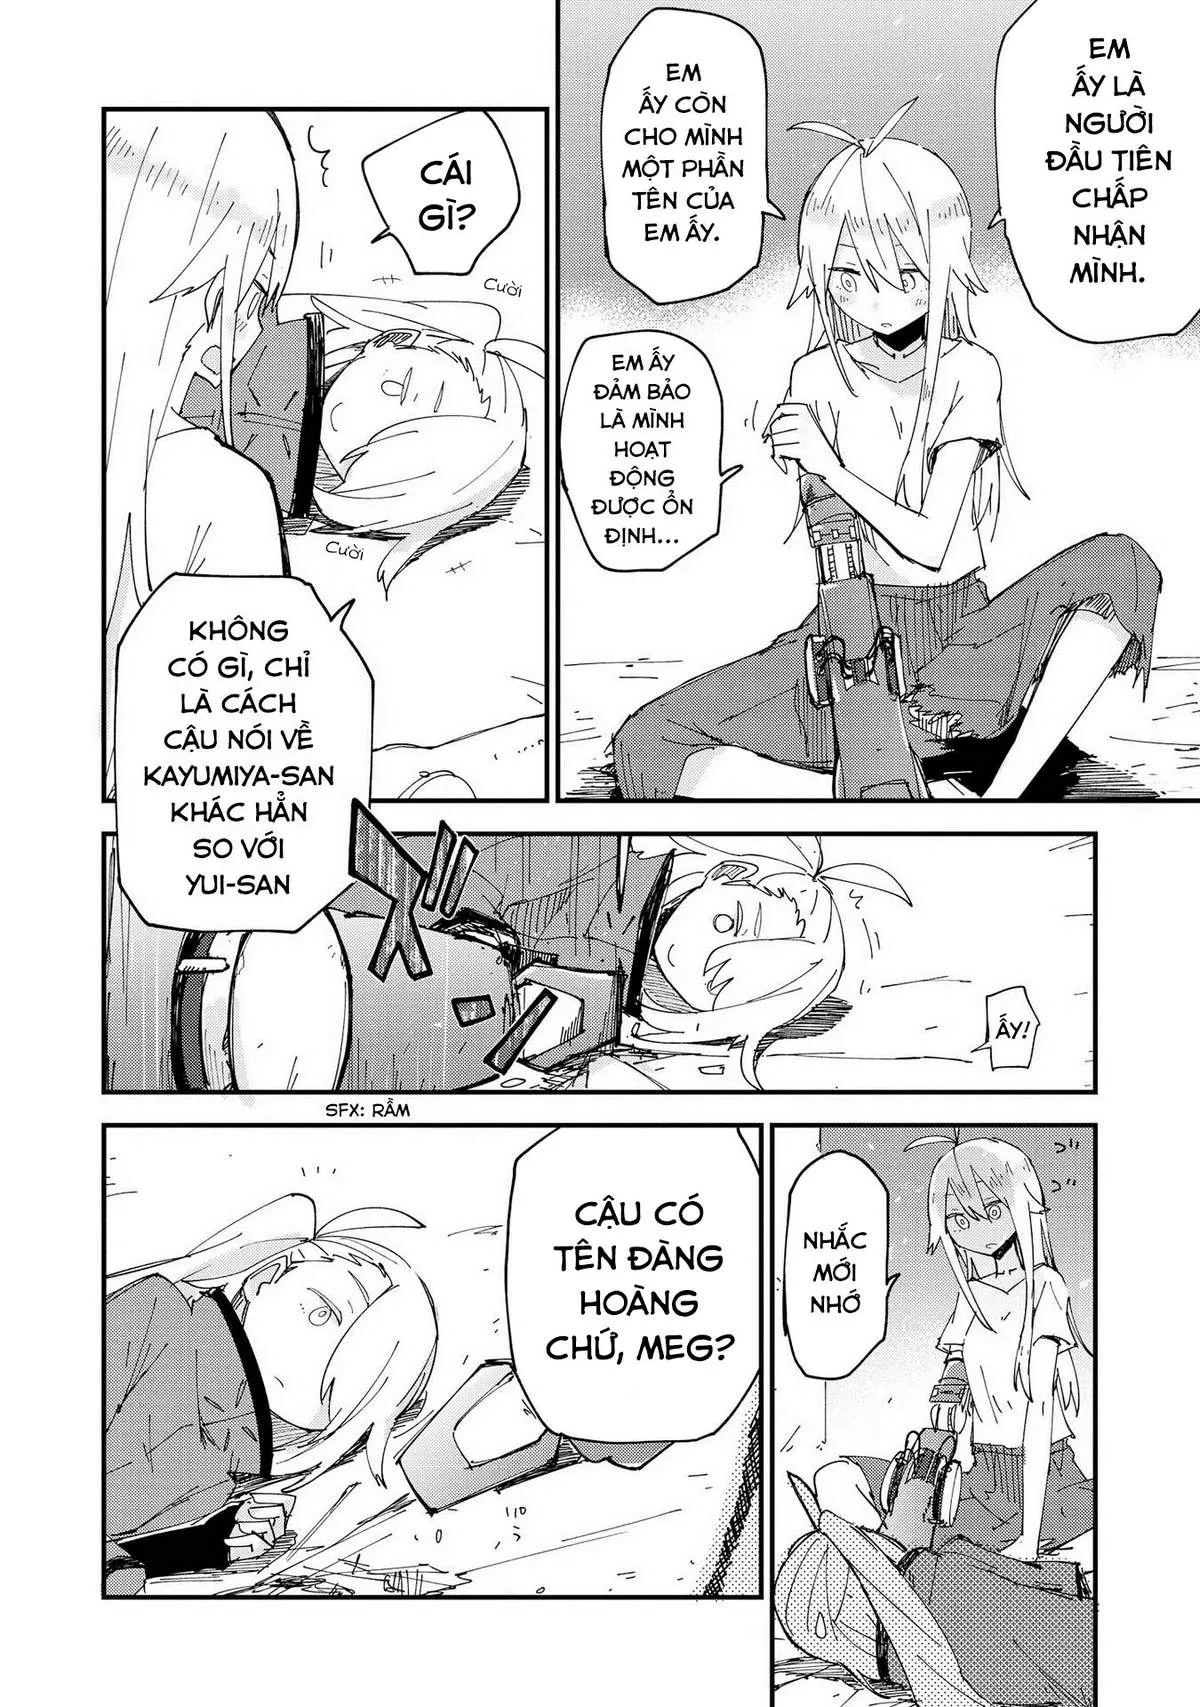 EM
ẤY LÀ
NGƯỜI
ĐẦU TIÊN
CHẤP
NHẬN
MÌNH.
EM
ẤY CÒN
CHO MÌNH
MỘT PHẦN
TÊN CỦA
EM ẤY.
EM ẤY
ĐẢM BẢO
LÀ MÌNH
HOẠT
ĐỘNG
ĐƯỢC ỔN
ĐỊNH...
CÁI
GÌ?
Cười
Cười
KHÔNG
CÓ GÌ, CHỈ
LÀ CÁCH
CẬU NÓI VỀ
KAYUMIYA-SAN
KHÁC HẲN
SO VỚI
YUI-SAN
ẤY!
SFX: RẦM
NHẮC
MỚI
NHỚ
CẬU CÓ
TÊN ĐÀNG
HOÀNG
CHỨ, MEG?